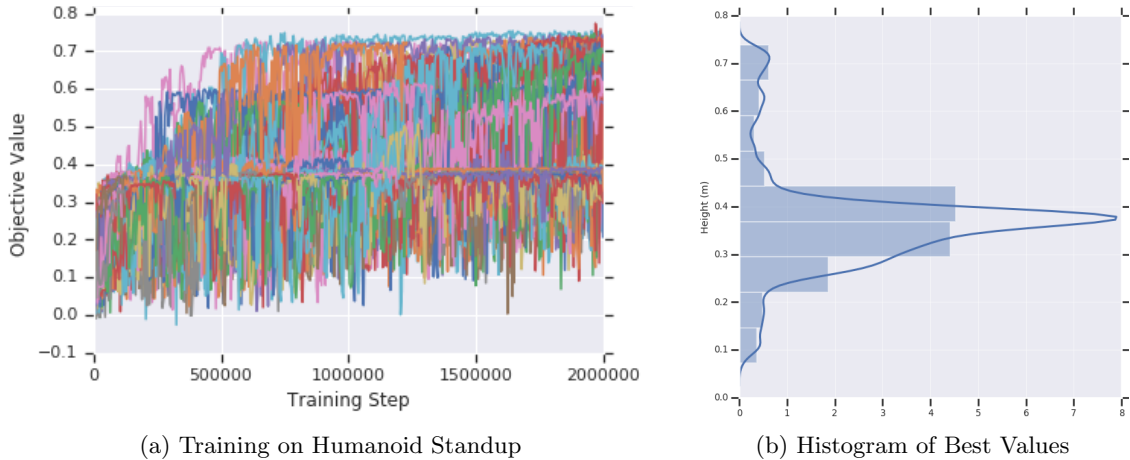 0.8
0.7
0.6
0.5
0.4
0.3
0.2
0.1
0.0
−0.1
Objective Value
0 500000 1000000 1500000 2000000
Training Step
(a) Training on Humanoid Standup
0.8
0.7
0.6
0.5
0.4
0.3
0.2
0.1
0.0
Height (m)
0 1 2 3 4 5 6 7 8
(b) Histogram of Best Values